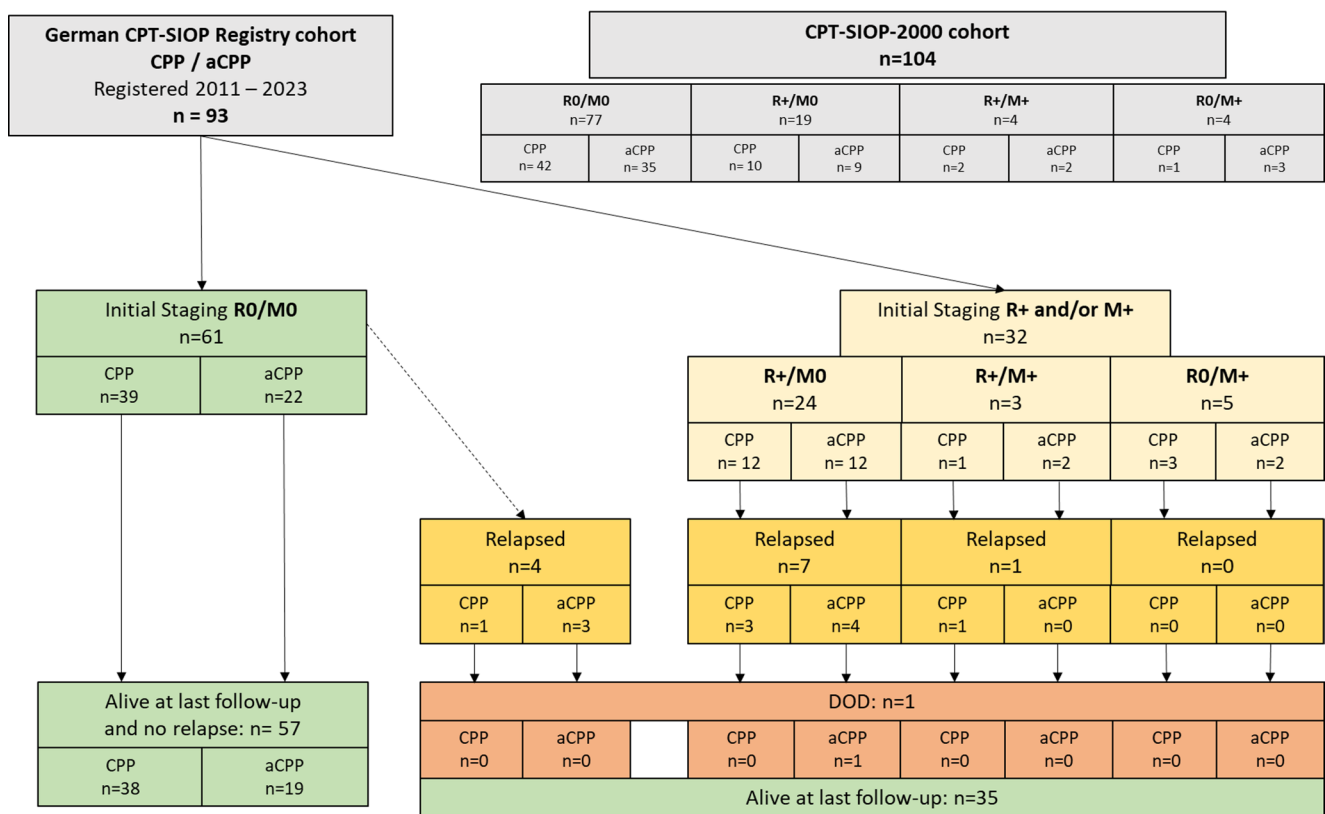 German CPT-SIOP Registry cohort
CPP / aCPP
Registered 2011 – 2023
n = 93
CPT-SIOP-2000 cohort
n=104
R0/M0
n=77
R+/M0
n=19
R+/M+
n=4
R0/M+
n=4
CPP
n= 42
aCPP
n= 35
CPP
n= 10
aCPP
n= 9
CPP
n=2
aCPP
n=2
CPP
n=1
aCPP
n=3
Initial Staging R0/M0
n=61
CPP
n=39
aCPP
n=22
Initial Staging R+ and/or M+
n=32
R+/M0
n=24
R+/M+
n=3
R0/M+
n=5
CPP
n= 12
aCPP
n= 12
CPP
n=1
aCPP
n=2
CPP
n=3
aCPP
n=2
Relapsed
n=4
CPP
n=1
aCPP
n=3
Relapsed
n=7
Relapsed
n=1
Relapsed
n=0
CPP
n=3
aCPP
n=4
CPP
n=1
aCPP
n=0
CPP
n=0
aCPP
n=0
Alive at last follow-up
and no relapse: n= 57
CPP
n=38
aCPP
n=19
DOD: n=1
CPP
n=0
aCPP
n=0
CPP
n=0
aCPP
n=1
CPP
n=0
aCPP
n=0
CPP
n=0
aCPP
n=0
Alive at last follow-up: n=35